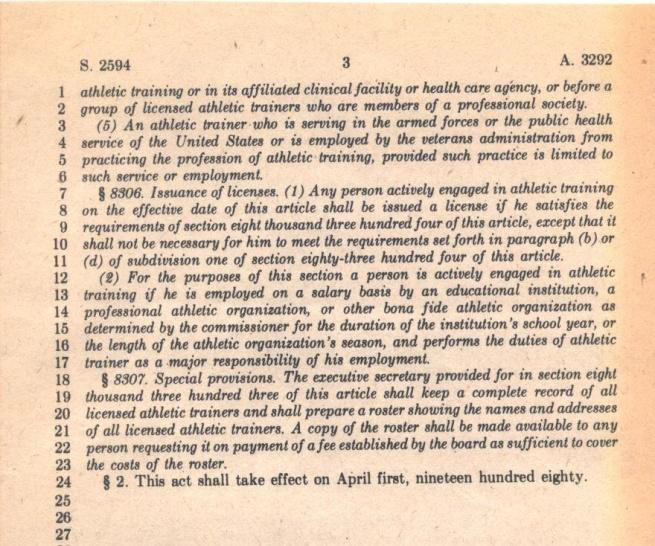 S. 2594 3 A. 3292
1 athletic training or in its affiliated clinical facility or health care agency, or before a
2 group of licensed athletic trainers who are members of a professional society.
3 (5) An athletic trainer who is serving in the armed forces or the public health
4 service of the United States or is employed by the veterans administration from
5 practicing the profession of athletic training, provided such practice is limited to
6 such service or employment.
7 § 8306. Issuance of licenses. (1) Any person actively engaged in athletic training
8 on the effective date of this article shall be issued a license if he satisfies the
9 requirements of section eight thousand three hundred four of this article, except that it
10 shall not be necessary for him to meet the requirements set forth in paragraph (b) or
11 (d) of subdivision one of section eighty-three hundred four of this article.
12 (2) For the purposes of this section a person is actively engaged in athletic
13 training if he is employed on a salary basis by an educational institution, a
14 professional athletic organization, or other bona fide athletic organization as
15 determined by the commissioner for the duration of the institution's school year, or
16 the length of the athletic organization's season, and performs the duties of athletic
17 trainer as a major responsibility of his employment.
18 § 8307. Special provisions. The executive secretary provided for in section eight
19 thousand three hundred three of this article shall keep a complete record of all
20 licensed athletic trainers and shall prepare a roster showing the names and addresses
21 of all licensed athletic trainers. A copy of the roster shall be made available to any
22 person requesting it on payment of a fee established by the board as sufficient to cover
23 the costs of the roster.
24 § 2. This act shall take effect on April first, nineteen hundred eighty.
25
26
27